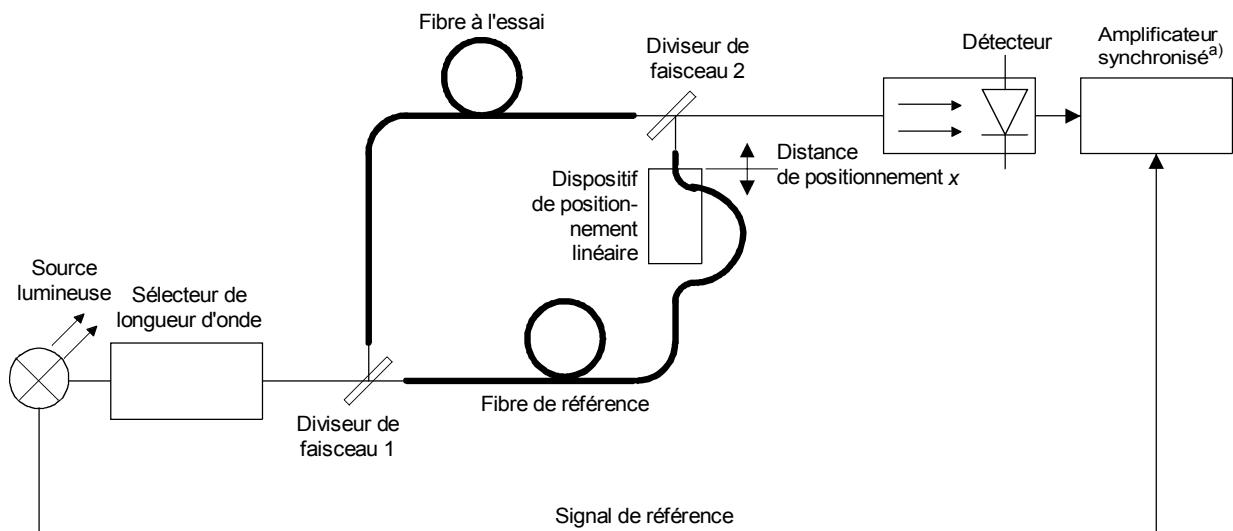 Fibre à l'essai
Diviseur de
faisceau 2
Détecteur
Amplificateur
synchronisé a)
Distance
de positionnement x
Dispositif
de position-
nement
linéaire
Source
lumineuse
Sélecteur de
longueur d'onde
Fibre de référence
Diviseur de
faisceau 1
Signal de référence